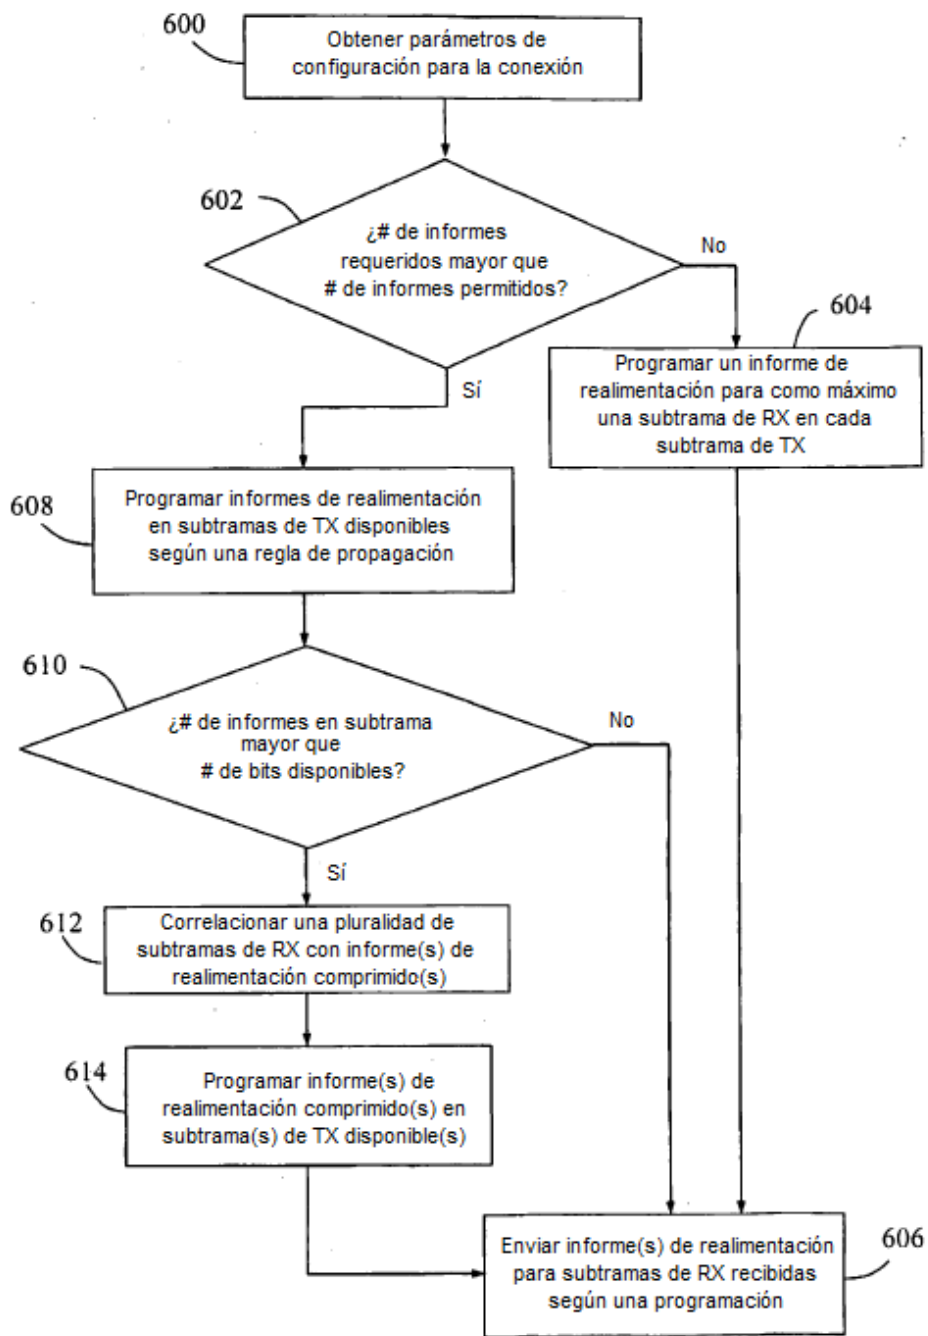 600
Obtener parámetros de
configuración para la conexión
602
¿# de informes
requeridos mayor que
# de informes permitidos?
No
Sí
604
Programar un informe de
realimentación para como máximo
una subtrama de RX en cada
subtrama de TX
608
Programar informes de realimentación
en subtramas de TX disponibles
según una regla de propagación
610
¿# de informes en subtrama
mayor que
# de bits disponibles?
No
Sí
612
Correlacionar una pluralidad de
subtramas de RX con informe(s) de
realimentación comprimido(s)
614
Programar informe(s) de
realimentación comprimido(s) en
subtrama(s) de TX disponible(s)
606
Enviar informe(s) de realimentación
para subtramas de RX recibidas
según una programación